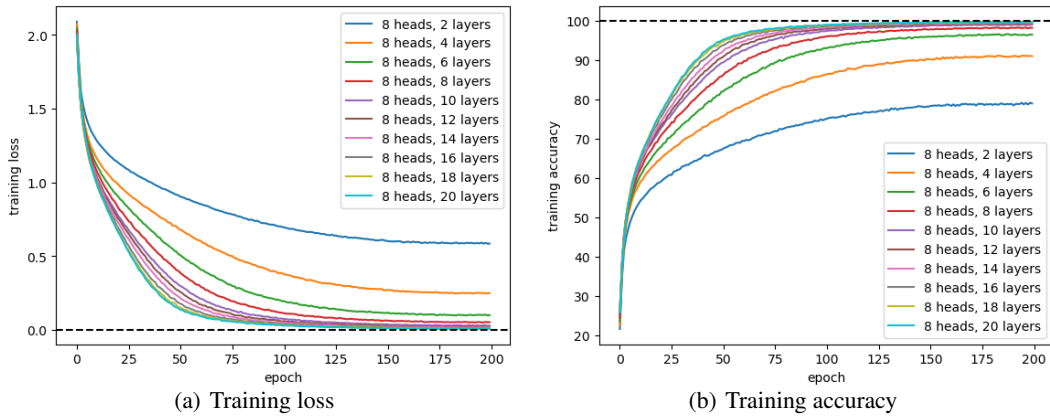 2.0
1.5
1.0
0.5
0.0
training loss
8 heads, 2 layers
8 heads, 4 layers
8 heads, 6 layers
8 heads, 8 layers
8 heads, 10 layers
8 heads, 12 layers
8 heads, 14 layers
8 heads, 16 layers
8 heads, 18 layers
8 heads, 20 layers
0 25 50 75 100 125 150 175 200
epoch
(a) Training loss
100
90
80
70
60
50
40
30
20
training accuracy
8 heads, 2 layers
8 heads, 4 layers
8 heads, 6 layers
8 heads, 8 layers
8 heads, 10 layers
8 heads, 12 layers
8 heads, 14 layers
8 heads, 16 layers
8 heads, 18 layers
8 heads, 20 layers
0 25 50 75 100 125 150 175 200
epoch
(b) Training accuracy